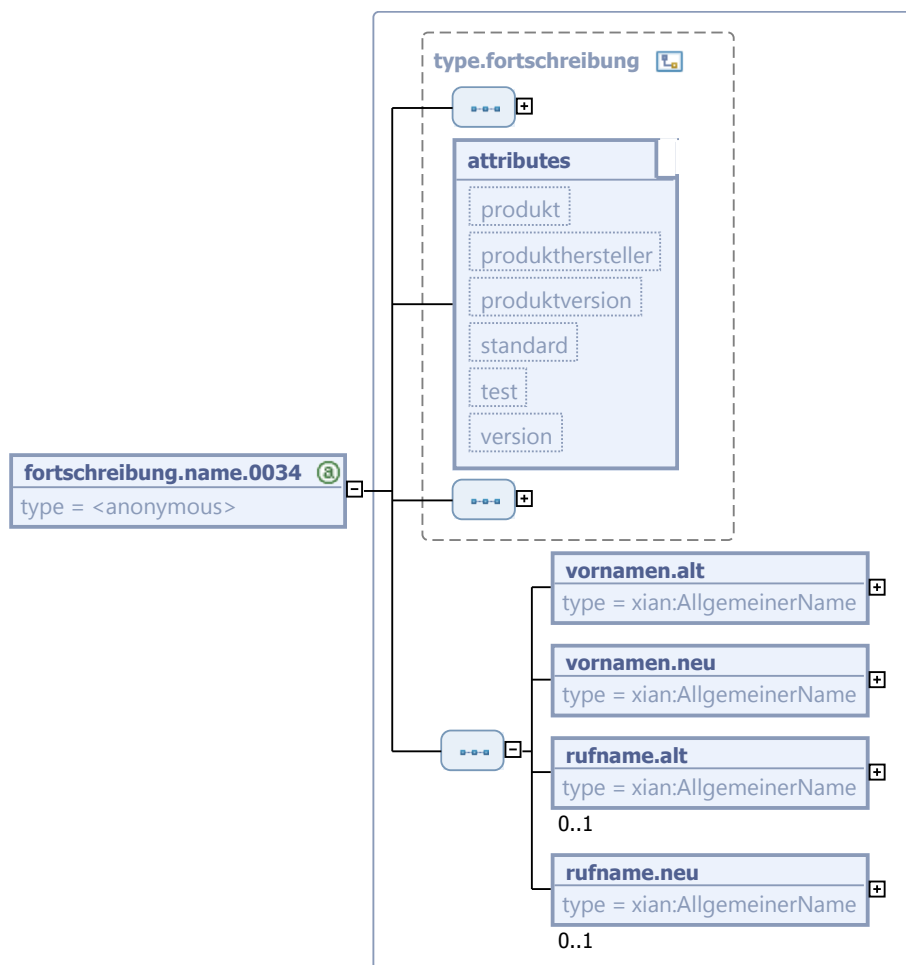 type.fortschreibung
attributes
produkt
produkthersteller
produktversion
standard
test
version
fortschreibung.name.0034 a
type = <anonymous>
vornamen.alt
type = xian:AllgemeinerName
vornamen.neu
type = xian:AllgemeinerName
rufname.alt
type = xian:AllgemeinerName
0..1
rufname.neu
type = xian:AllgemeinerName
0..1